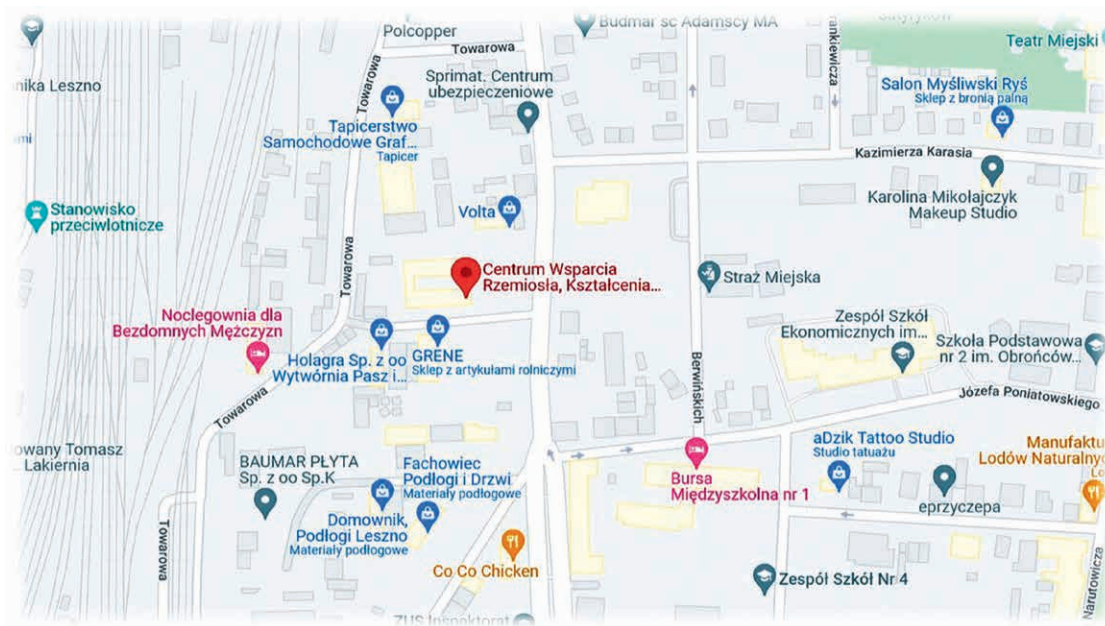 Polcopper
Budmar sc Adamscy MA
Teatr Miejski
Towarowa
Towarowa
Sprimat. Centrum
ubezpieczeniowe
Salon Myśliwski Ryś
Sklep z bronią palną
Tapicerstwo
Samochodowe Graf...
Tapicer
Kazimierza Karasia
Karolina Mikołajczyk
Makeup Studio
Volta
Stanowisko
przeciwlotnicze
Towarowa
Centrum Wsparcia
Rzemiosła, Kształcenia...
Straż Miejska
Noclegownia dla
Bezdomnych Mężczyzn
Zespół Szkół
Ekonomicznych im...
Szkoła Podstawowa
nr 2 im. Obrońców...
Holagra Sp. z oo
Wytwórnia Pasz i...
GRENE
Sklep z artykułami rolniczymi
Berwińskich
Józefa Poniatowskiego
Towarowa
Tomasz
Lakiernia
BAUMAR PŁYTA
Sp. z oo Sp.K
Fachowiec
Podłogi i Drzwi
Materiały podłogowe
aDzik Tattoo Studio
Studio tatuażu
Manufaktu
Lodów Naturalny
Bursa
Międzyszkolna nr 1
eprzyczepa
Domownik,
Podłogi Leszno
Materiały podłogowe
Towarowa
Co Co Chicken
Zespół Szkół Nr 4
Narutowicza
ZUS Inspektorat